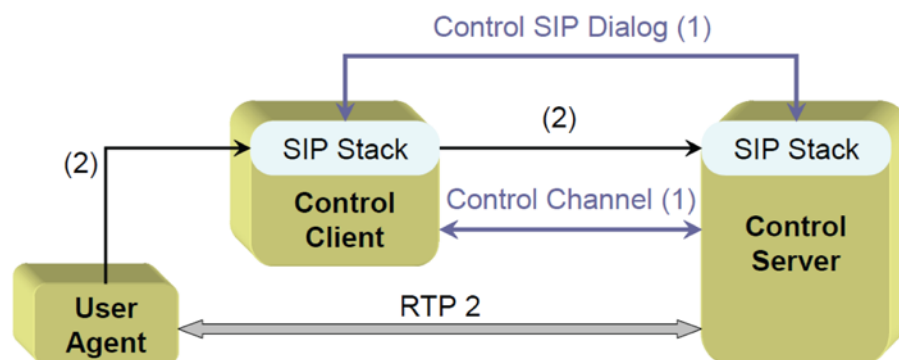 Control SIP Dialog (1)
(2)
(2)
SIP Stack
SIP Stack
Control
Client
Control Channel (1)
Control
Server
User
Agent
RTP 2